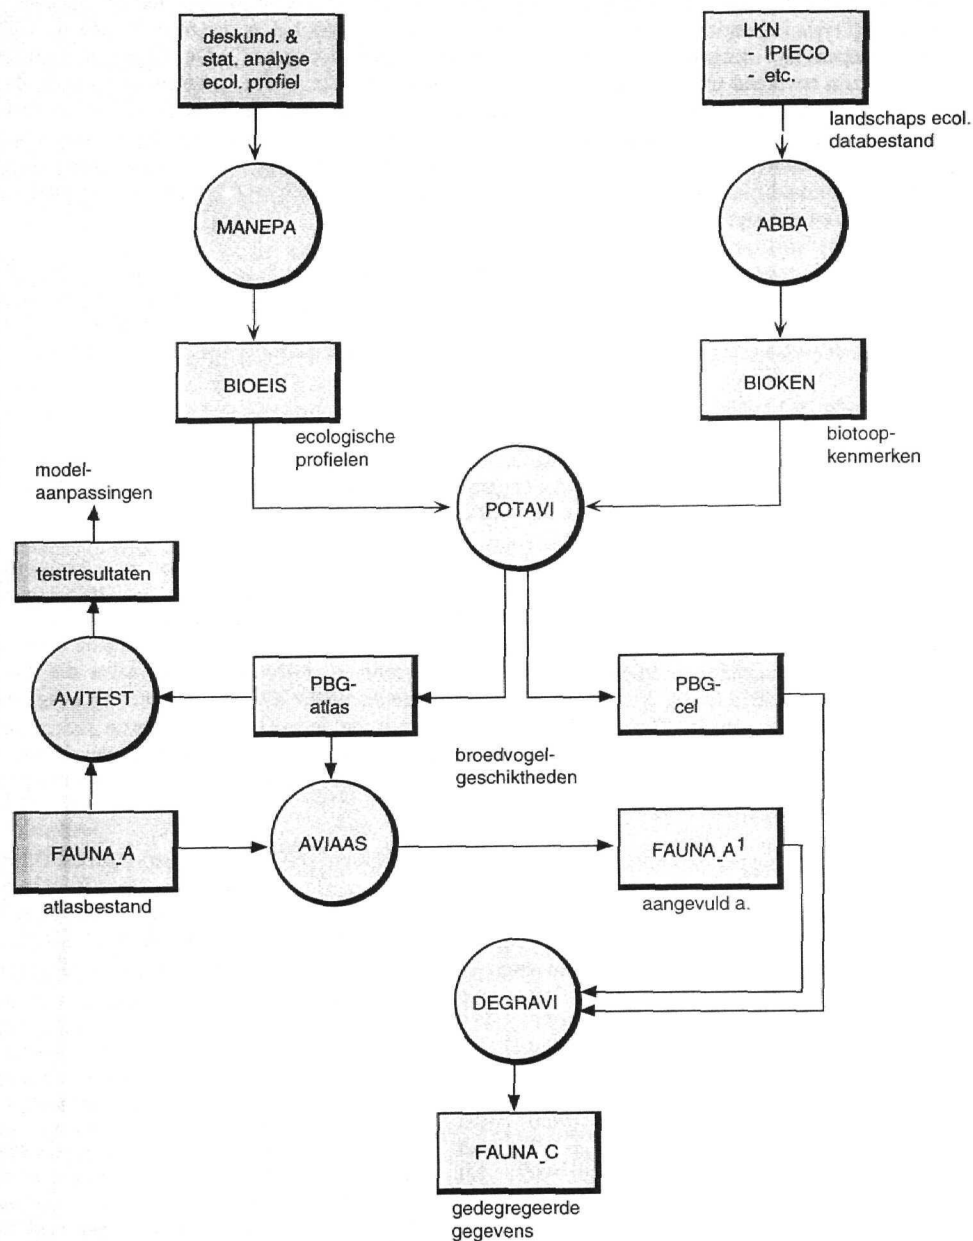 deskund. &
stat. analyse
ecol. profiel
LKN
- IPIECO
- etc.
landschaps ecol.
databestand
MANEPA
ABBA
BIOEIS
BIOKEN
ecologische
profielen
biotoop-
kenmerken
model-
aanpassingen
POTAVI
testresultaten
AVITEST
PBG-
atlas
PBG-
cel
broedvogel-
geschiktheden
FAUNA_A
AVIAAS
FAUNA_A¹
atlasbestand
aangevuld a.
DEGRAVI
FAUNA_C
gedegregeerde
gegevens